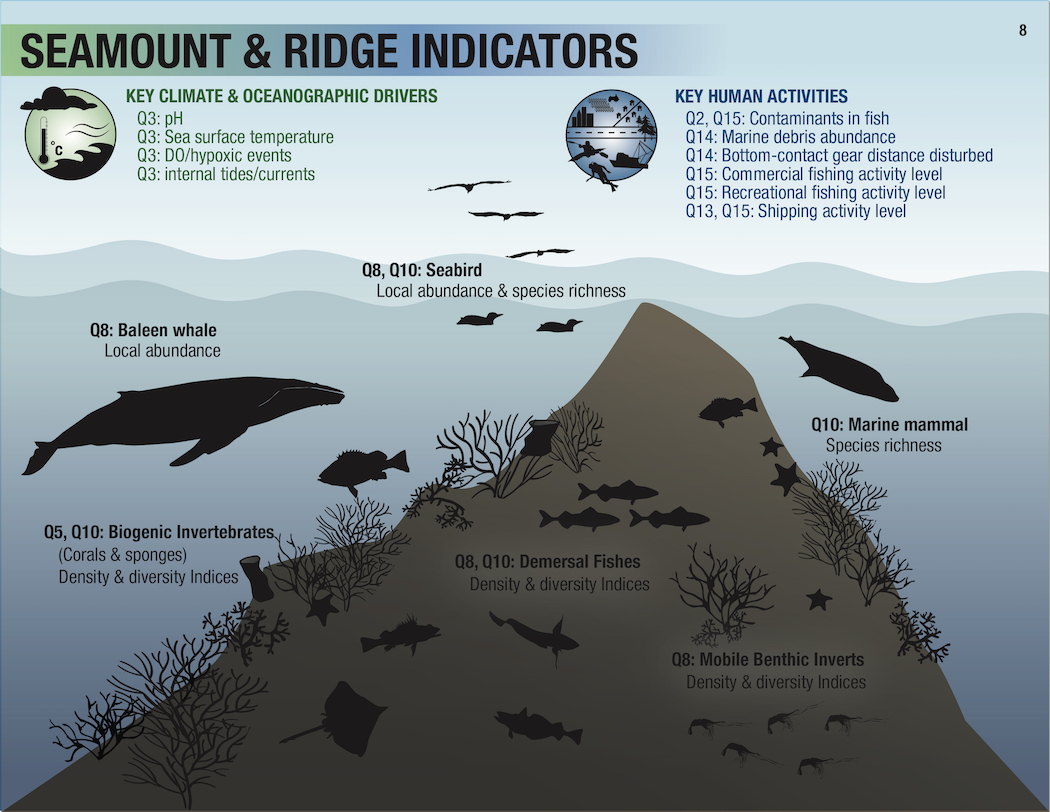 8
SEAMOUNT & RIDGE INDICATORS
KEY CLIMATE & OCEANOGRAPHIC DRIVERS
Q3: pH
Q3: Sea surface temperature
Q3: DO/hypoxic events
Q3: internal tides/currents
°C
KEY HUMAN ACTIVITIES
Q2, Q15: Contaminants in fish
Q14: Marine debris abundance
Q14: Bottom-contact gear distance disturbed
Q15: Commercial fishing activity level
Q15: Recreational fishing activity level
Q13, Q15: Shipping activity level
Q8, Q10: Seabird
Local abundance & species richness
Q8: Baleen whale
Local abundance
Q10: Marine mammal
Species richness
Q5, Q10: Biogenic Invertebrates
(Corals & sponges)
Density & diversity Indices
Q8, Q10: Demersal Fishes
Density & diversity Indices
Q8: Mobile Benthic Inverts
Density & diversity Indices